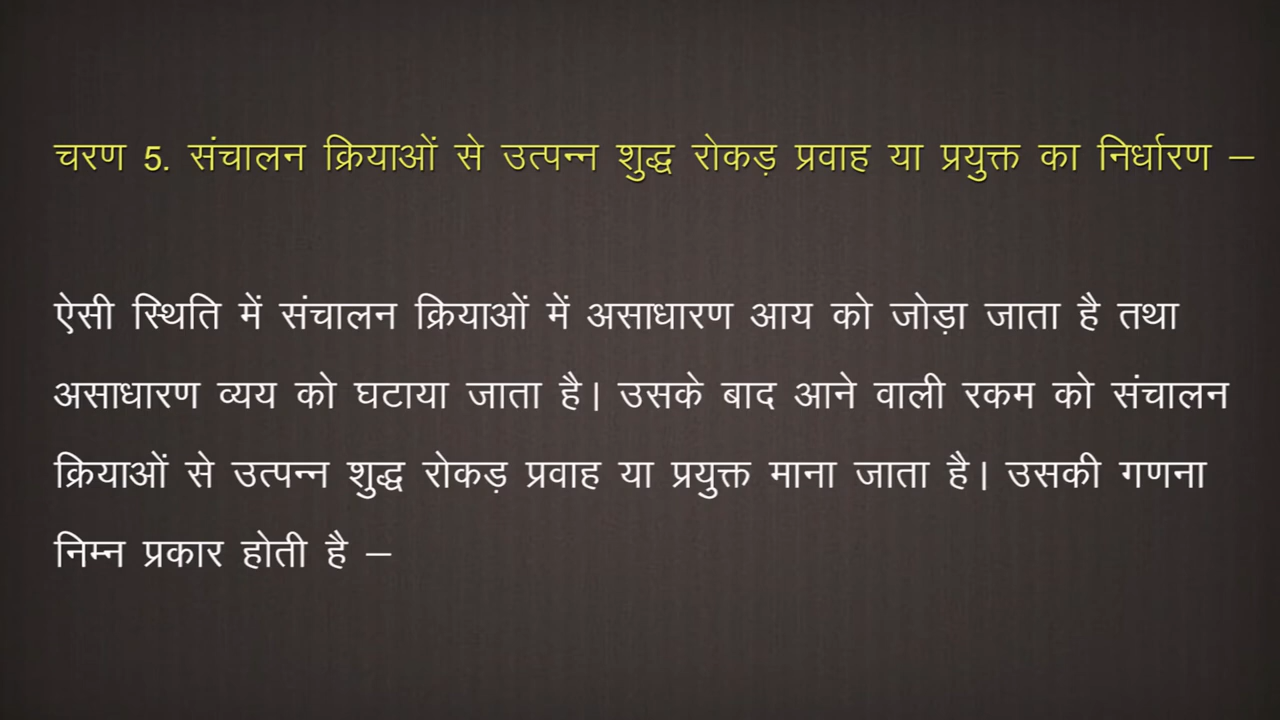 चरण 5. संचालन क्रियाओं से उत्पन्न शुद्ध रोकड़ प्रवाह या प्रयुक्त का निर्धारण –
ऐसी स्थिति में संचालन क्रियाओं में असाधारण आय को जोड़ा जाता है तथा
असाधारण व्यय को घटाया जाता है। उसके बाद आने वाली रकम को संचालन
क्रियाओं से उत्पन्न शुद्ध रोकड़ प्रवाह या प्रयुक्त माना जाता है। उसकी गणना
निम्न प्रकार होती है –